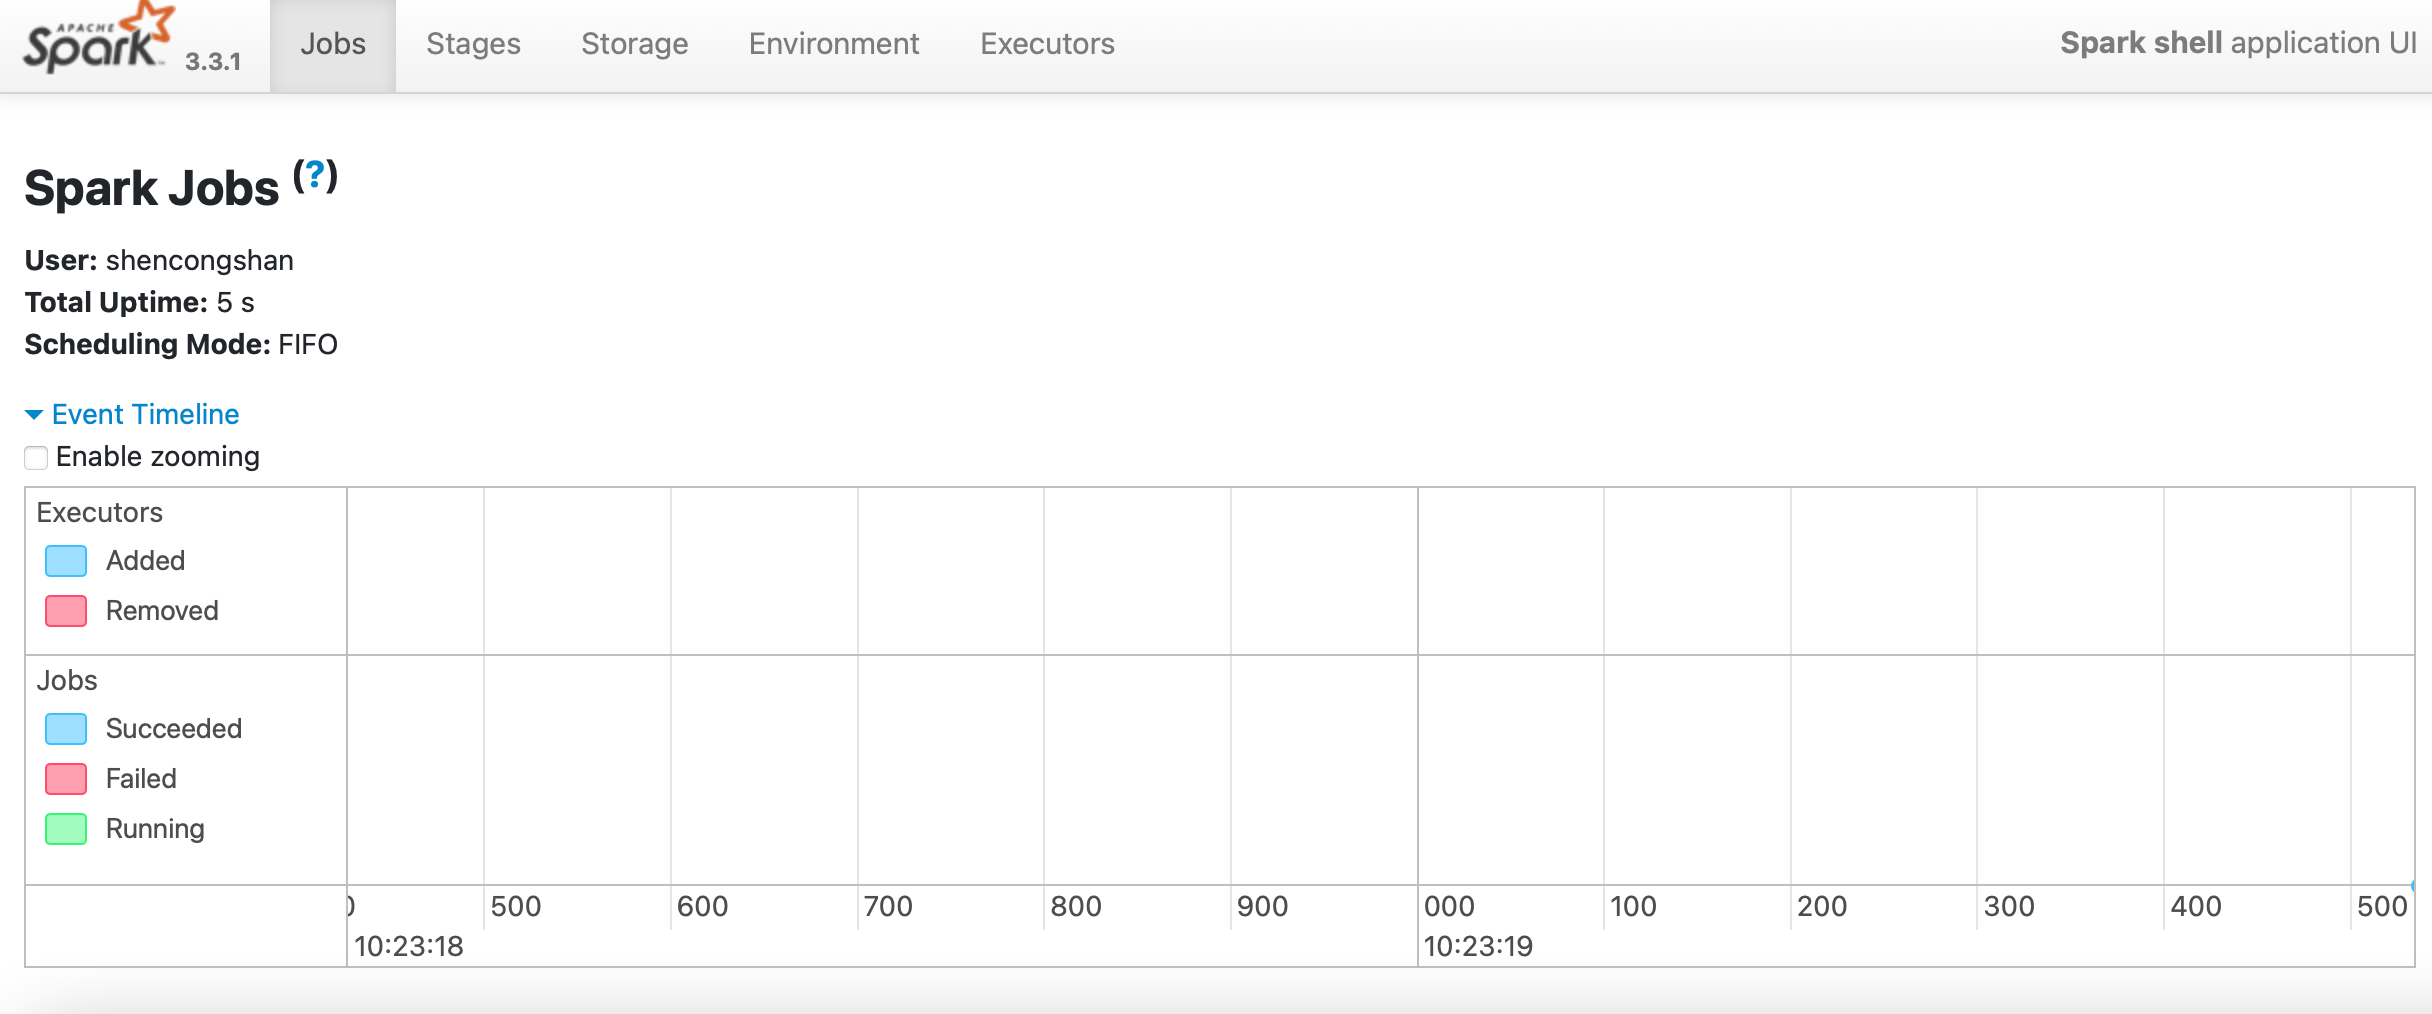 APACHE
Spark™ 3.3.1 Jobs Stages Storage Environment Executors Spark shell application UI
Spark Jobs (?)
User: shencongshan
Total Uptime: 5 s
Scheduling Mode: FIFO
Event Timeline
Enable zooming
Executors
Added
Removed
Jobs
Succeeded
Failed
Running
500 600 700 800 900 000 100 200 300 400 500
10:23:18 10:23:19